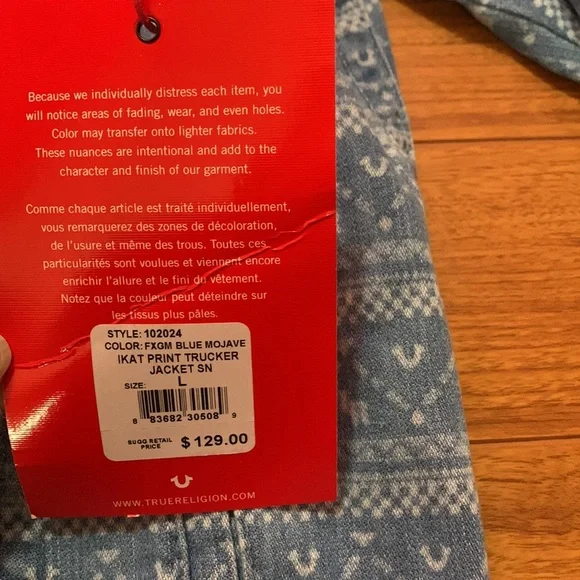 Because we individually distress each item, you
will notice areas of fading, wear, and even holes.
Color may transfer onto lighter fabrics.
These nuances are intentional and add to the
character and finish of our garment.
Comme chaque article est traité individuellement,
vous remarquerez des zones de décoloration,
de l'usure et même des trous. Toutes ces
particularités sont voulues et viennent encore
enrichir l'allure et le fini du vêtement.
Notez que la couleur peut déteindre sur
les tissus plus pâles.
STYLE: 102024
COLOR: FXGM BLUE MOJAVE
IKAT PRINT TRUCKER
JACKET SN
SIZE: L
8 83682 30508 9
SUGG RETAIL
PRICE $129.00
WWW.TRUERELIGION.COM